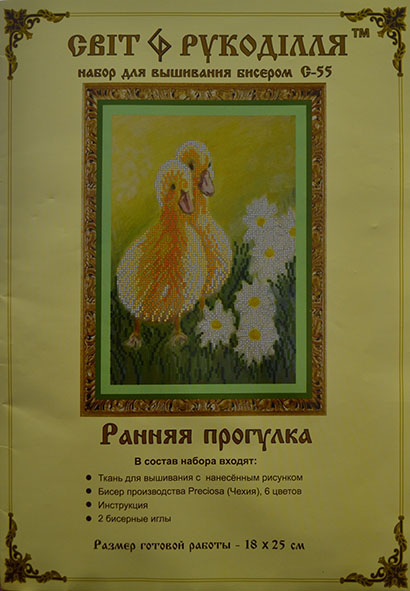 СВІТ РУКОДІЛЛЯ™
НАБОР ДЛЯ ВЫШИВАНИЯ БИСЕРОМ С-55
РАННЯЯ ПРОГУЛКА
В состав набора входят:
Ткань для вышивания с нанесённым рисунком
Бисер производства Preciosa (Чехия), 6 цветов
Инструкция
2 бисерные иглы
Размер готовой работы - 18 х 25 см